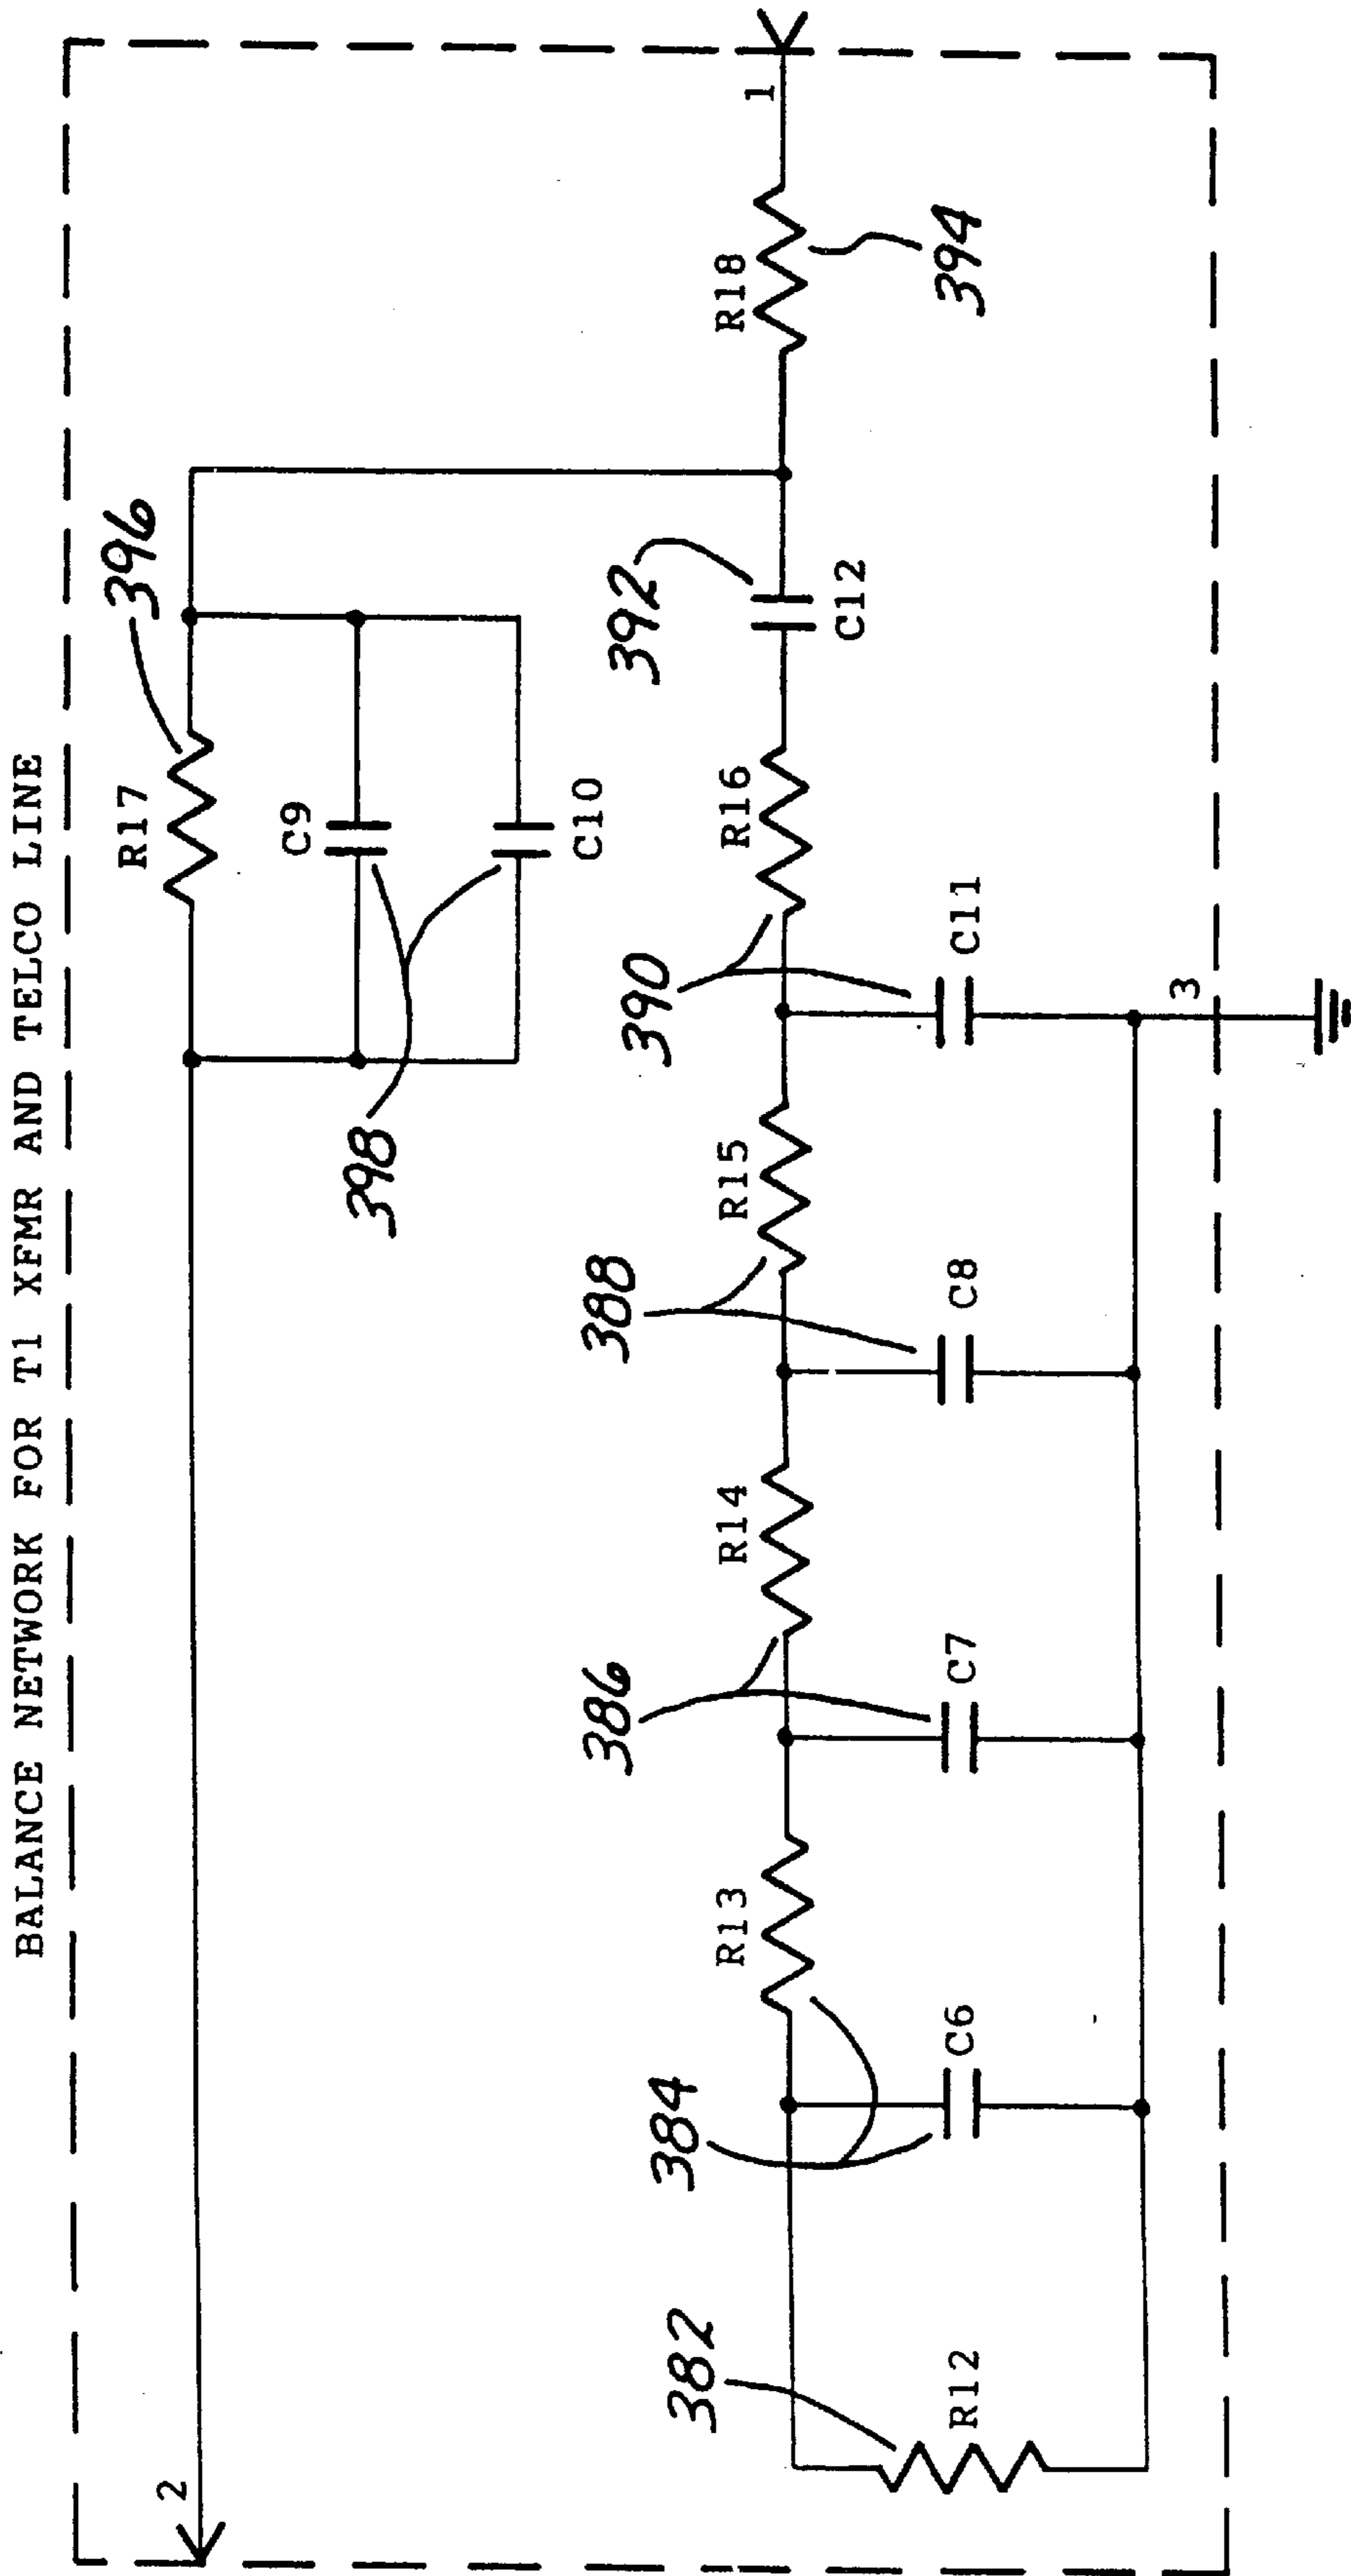 BALANCE NETWORK FOR T1 XFMR AND TELCO LINE
2
R17
396
C9
C10
398
1
R18
394
392
C12
R16
390
C11
R15
388
C8
R14
386
C7
R13
384
C6
382
R12
3